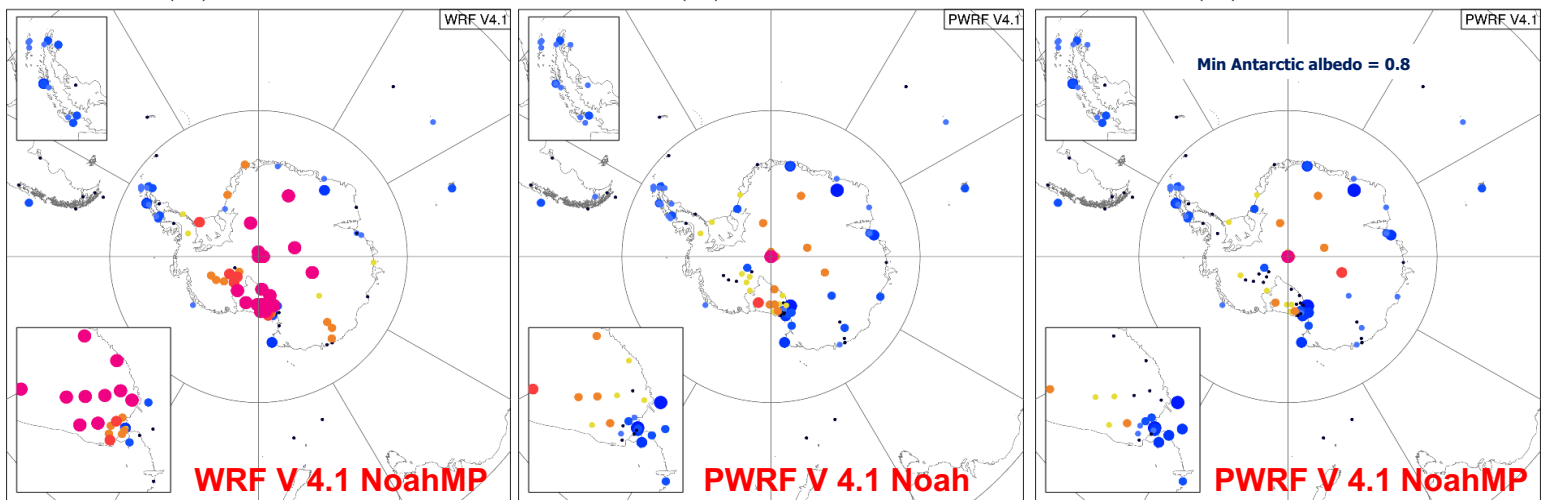 WRF V4.1
PWRF V4.1
PWRF V4.1
Min Antarctic albedo = 0.8
WRF V 4.1 NoahMP
PWRF V 4.1 Noah
PWRF V 4.1 NoahMP